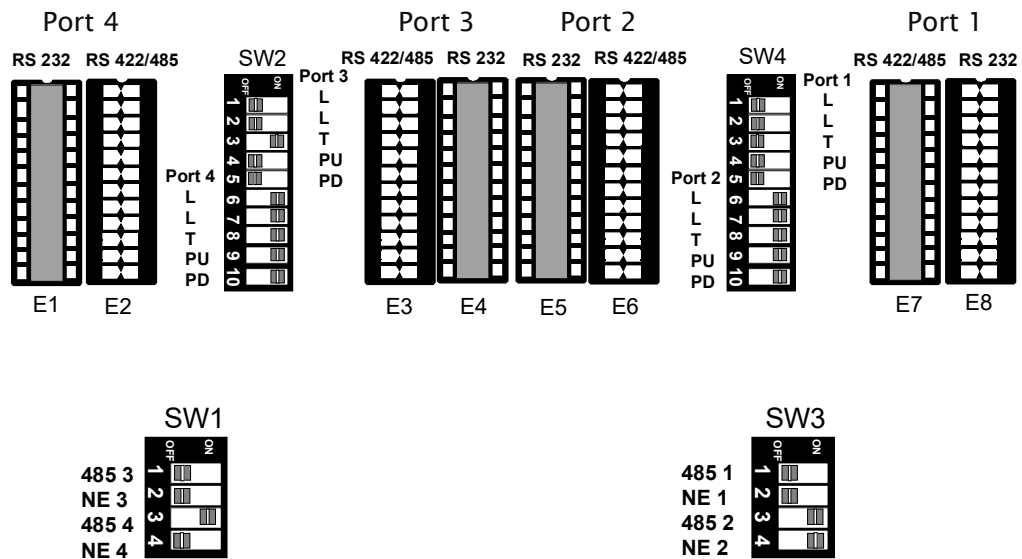 Port 4
Port 3
Port 2
Port 1
RS 232
RS 422/485
SW2
RS 422/485
RS 232
RS 232
RS 422/485
SW4
RS 422/485
RS 232
OFF
ON
1
2
3
4
5
6
7
8
9
10
Port 3
L
L
T
PU
PD
Port 4
L
L
T
PU
PD
OFF
ON
1
2
3
4
5
6
7
8
9
10
Port 1
L
L
T
PU
PD
Port 2
L
L
T
PU
PD
E1
E2
E3
E4
E5
E6
E7
E8
SW1
OFF
ON
1
2
3
4
485 3
NE 3
485 4
NE 4
SW3
OFF
ON
1
2
3
4
485 1
NE 1
485 2
NE 2